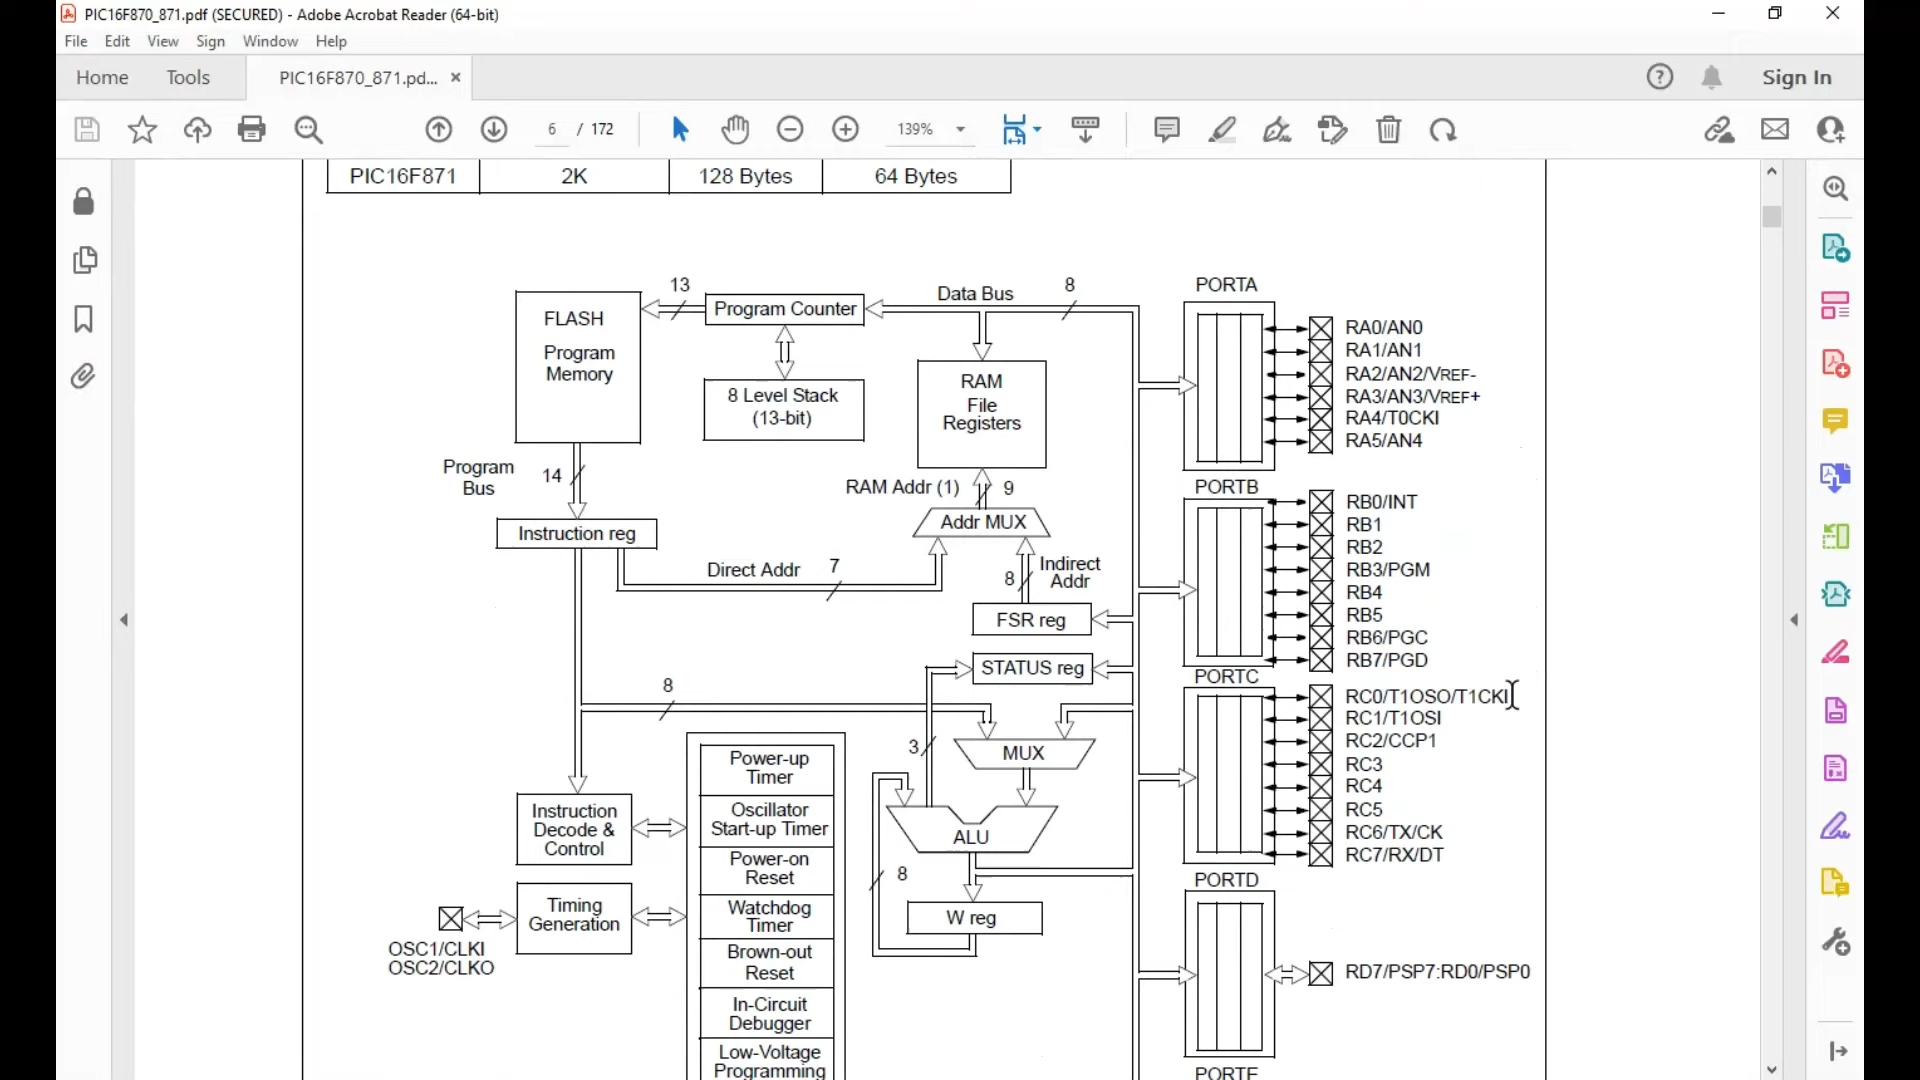 PIC16F870_871.pdf (SECURED) - Adobe Acrobat Reader (64-bit)
File Edit View Sign Window Help
Home Tools PIC16F870_871.pd... × Sign In
6 / 172 139%
PIC16F871 2K 128 Bytes 64 Bytes
FLASH
Program
Memory
13
Program Counter
Data Bus
8
8 Level Stack
(13-bit)
RAM
File
Registers
Program
Bus
14
RAM Addr (1)
9
Instruction reg
Addr MUX
Direct Addr
7
8
Indirect
Addr
FSR reg
STATUS reg
8
3
MUX
ALU
8
W reg
Instruction
Decode &
Control
Timing
Generation
OSC1/CLKI
OSC2/CLKO
Power-up
Timer
Oscillator
Start-up Timer
Power-on
Reset
Watchdog
Timer
Brown-out
Reset
In-Circuit
Debugger
Low-Voltage
Programming
PORTA
RA0/AN0
RA1/AN1
RA2/AN2/VREF-
RA3/AN3/VREF+
RA4/T0CKI
RA5/AN4
PORTB
RB0/INT
RB1
RB2
RB3/PGM
RB4
RB5
RB6/PGC
RB7/PGD
PORTC
RC0/T1OSO/T1CKI
RC1/T1OSI
RC2/CCP1
RC3
RC4
RC5
RC6/TX/CK
RC7/RX/DT
PORTD
RD7/PSP7:RD0/PSP0
PORTE